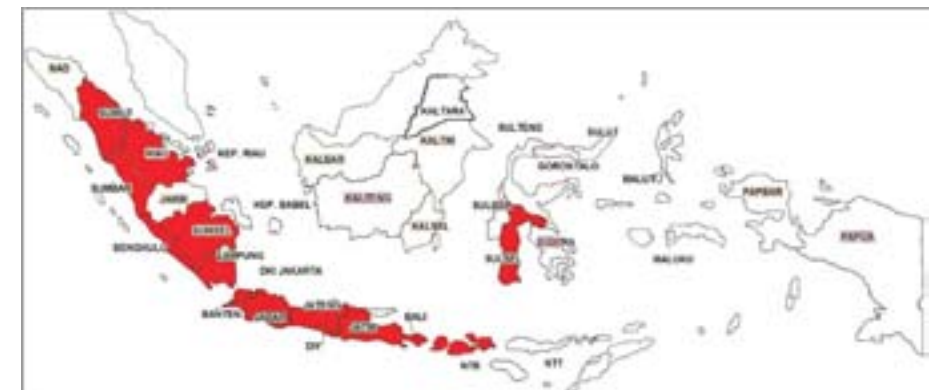 NAD
SUMUT
RIAU
KEP. RIAU
SUMBAR
JAMBI
KEP. BABEL
SUMSEL
BENGKULU
LAMPUNG
DKI JAKARTA
BANTEN
JABAR
JATENG
DIY
JATIM
BALI
NTB
NTT
KALBAR
KALTENG
KALSEL
KALTIM
KALTARA
SULTENG
SULUT
GORONTALO
SULBAR
SULSEL
MALUT
MALUKU
PAPBAR
PAPUA